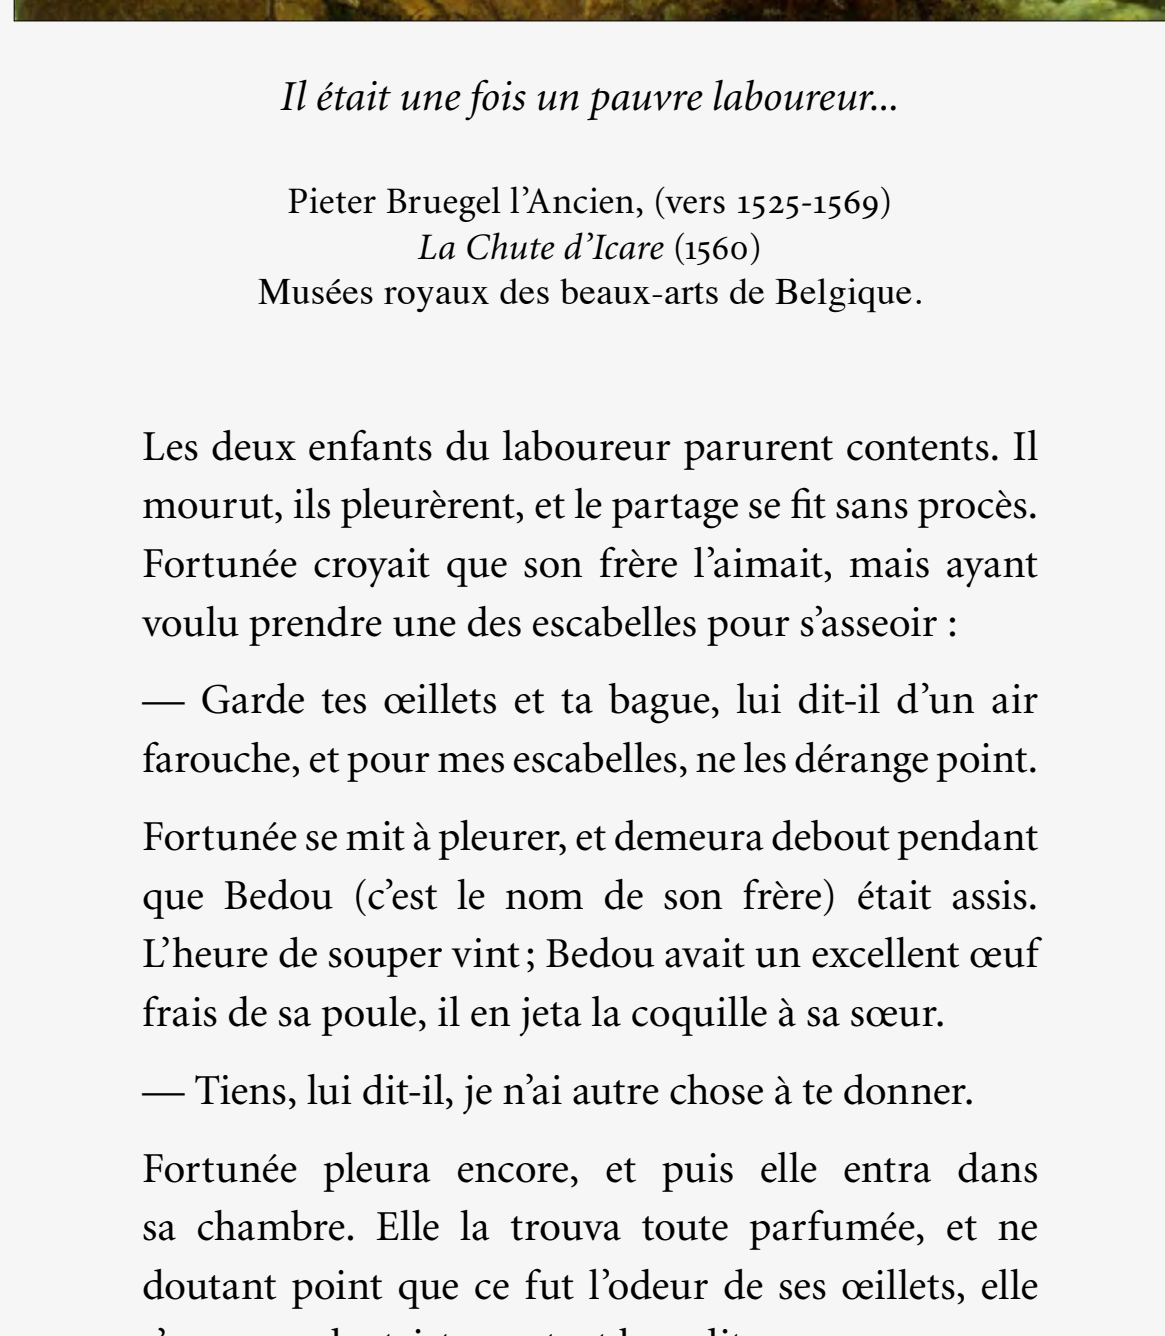 Il était une fois un pauvre laboureur...
Pieter Bruegel l’Ancien, (vers 1525-1569)
La Chute d’Icare (1560)
Musées royaux des beaux-arts de Belgique.
Les deux enfants du laboureur parurent contents. Il
mourut, ils pleurèrent, et le partage se fit sans procès.
Fortunée croyait que son frère l’aimait, mais ayant
voulu prendre une des escabelles pour s’asseoir :
— Garde tes œillets et ta bague, lui dit-il d’un air
farouche, et pour mes escabelles, ne les dérange point.
Fortunée se mit à pleurer, et demeura debout pendant
que Bedou (c’est le nom de son frère) était assis.
L’heure de souper vint ; Bedou avait un excellent œuf
frais de sa poule, il en jeta la coquille à sa sœur.
— Tiens, lui dit-il, je n’ai autre chose à te donner.
Fortunée pleura encore, et puis elle entra dans
sa chambre. Elle la trouva toute parfumée, et ne
doutant point que ce fut l’odeur de ses œillets, elle